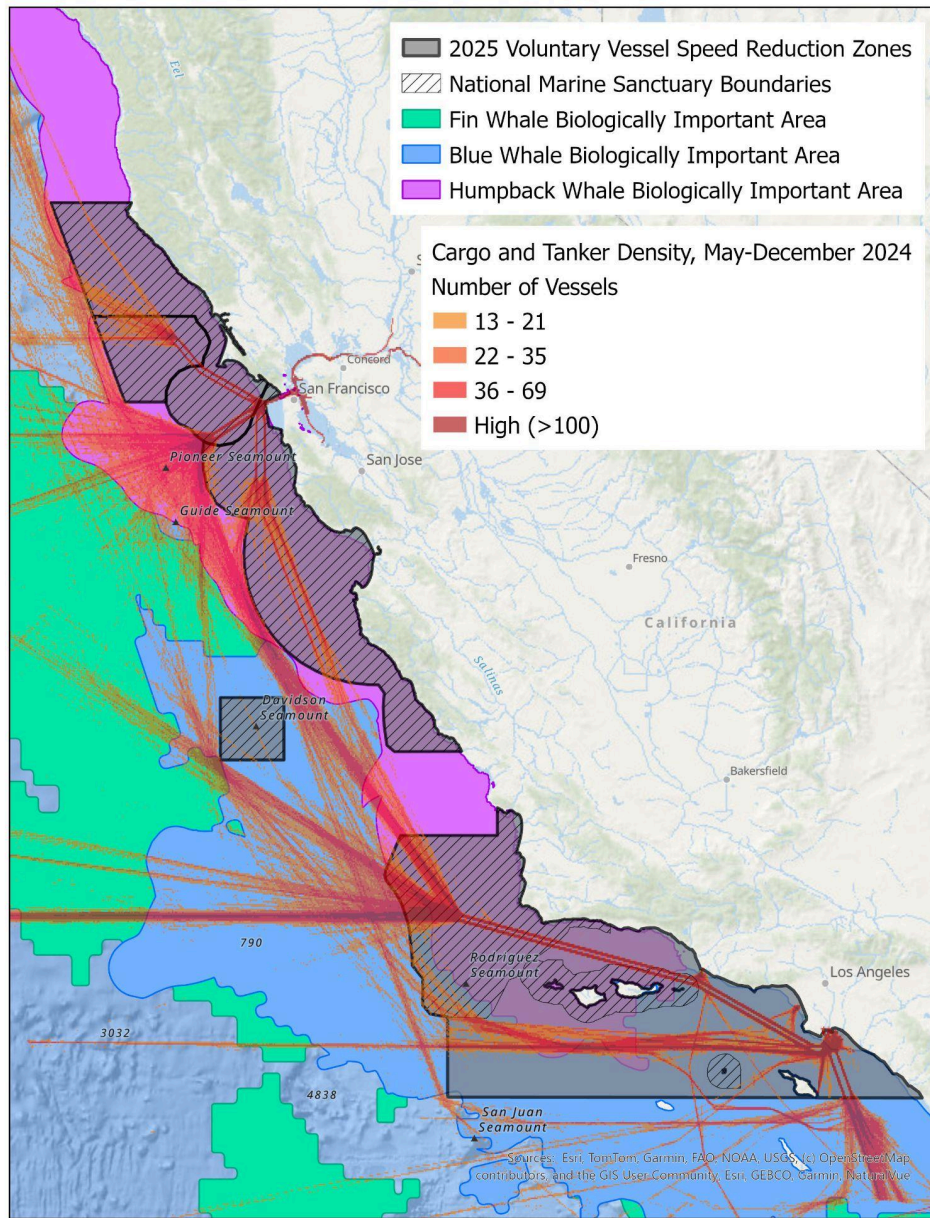 2025 Voluntary Vessel Speed Reduction Zones
National Marine Sanctuary Boundaries
Fin Whale Biologically Important Area
Blue Whale Biologically Important Area
Humpback Whale Biologically Important Area
Cargo and Tanker Density, May-December 2024
Number of Vessels
13 - 21
22 - 35
36 - 69
High (>100)
Eel
S
Concord
San Francisco
San Jose
Pioneer Seamount
Guide Seamount
Fresno
California
Salinas
Davidson
Seamount
Bakersfield
790
Rodriguez
Seamount
Los Angeles
3032
4838
San Juan
Seamount
Sources: Esri, TomTom, Garmin, FAO, NOAA, USGS, (c) OpenStreetMap
contributors, and the GIS User Community, Esri, GEBCO, Garmin, NaturalVue